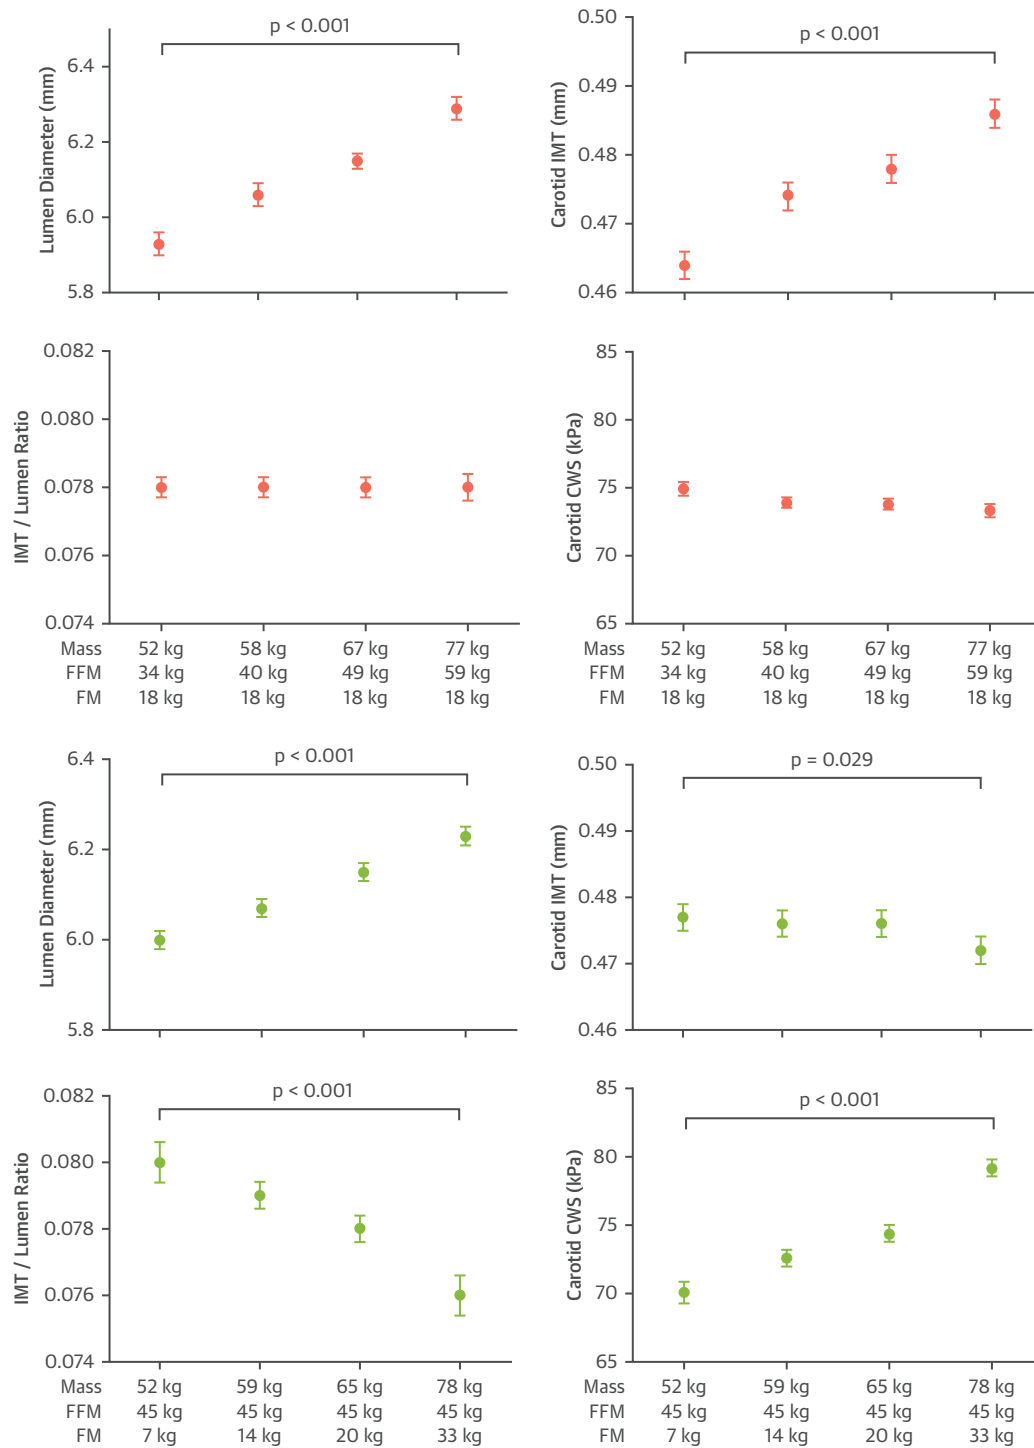 p < 0.001
Lumen Diameter (mm)
6.4
6.2
6.0
5.8
p < 0.001
Carotid IMT (mm)
0.50
0.49
0.48
0.47
0.46
IMT / Lumen Ratio
0.082
0.080
0.078
0.076
0.074
Mass 52 kg 58 kg 67 kg 77 kg
FFM 34 kg 40 kg 49 kg 59 kg
FM 18 kg 18 kg 18 kg 18 kg
Carotid CWS (kPa)
85
80
75
70
65
52 kg 58 kg 67 kg 77 kg
34 kg 40 kg 49 kg 59 kg
18 kg 18 kg 18 kg 18 kg
Mass
FFM
FM
p < 0.001
Lumen Diameter (mm)
6.4
6.2
6.0
5.8
p = 0.029
Carotid IMT (mm)
0.50
0.49
0.48
0.47
0.46
p < 0.001
IMT / Lumen Ratio
0.082
0.080
0.078
0.076
0.074
Mass 52 kg 59 kg 65 kg 78 kg
FFM 45 kg 45 kg 45 kg 45 kg
FM 7 kg 14 kg 20 kg 33 kg
p < 0.001
Carotid CWS (kPa)
85
80
75
70
65
Mass 52 kg 59 kg 65 kg 78 kg
FFM 45 kg 45 kg 45 kg 45 kg
FM 7 kg 14 kg 20 kg 33 kg